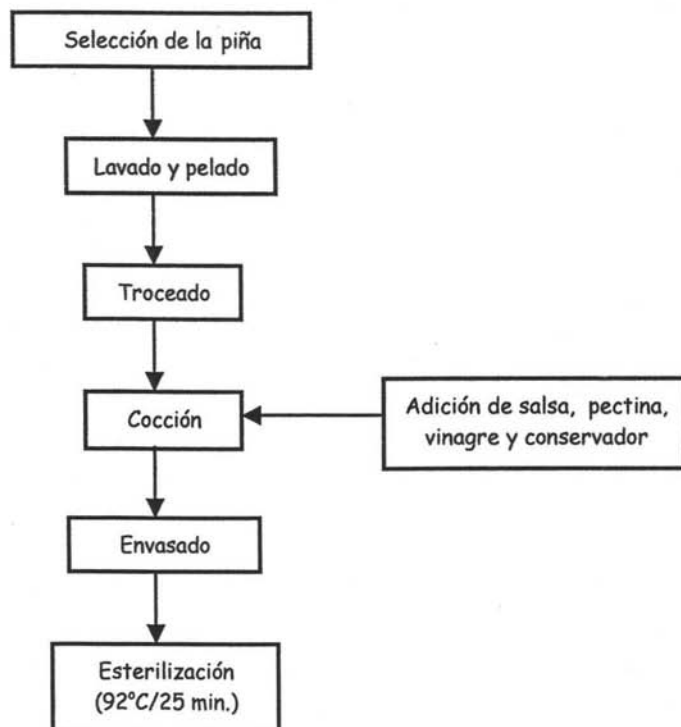 Selección de la piña
Lavado y pelado
Troceado
Cocción
Adición de salsa, pectina,
vinagre y conservador
Envasado
Esterilización
(92°C/25 min.)